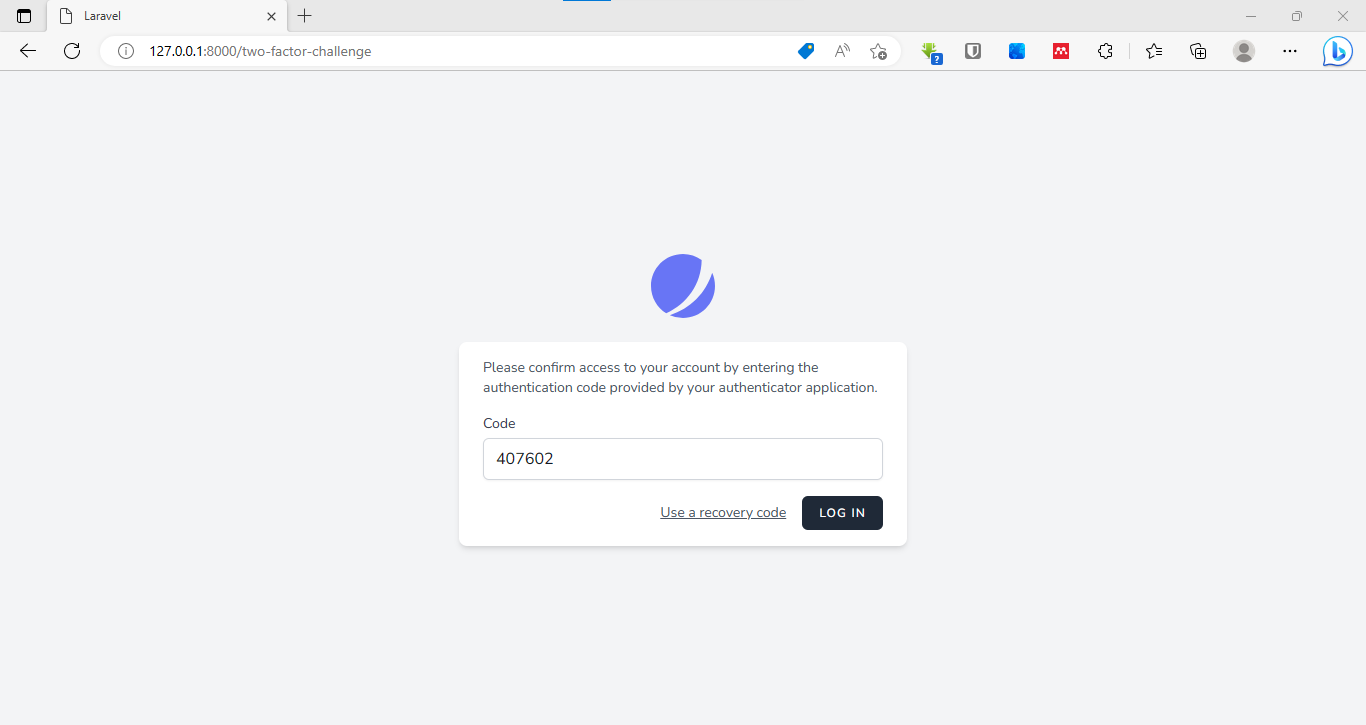 Laravel
127.0.0.1:8000/two-factor-challenge
Please confirm access to your account by entering the
authentication code provided by your authenticator application.
Code
407602
Use a recovery code
LOG IN